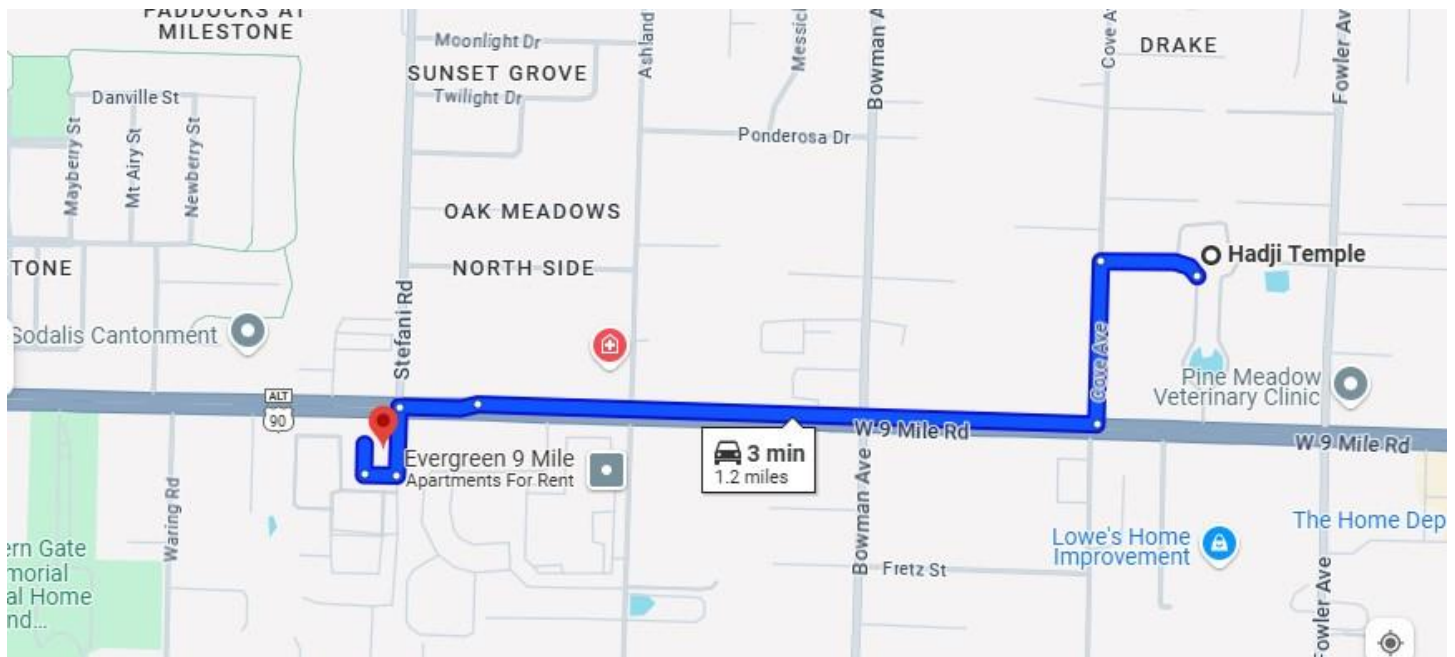 PADDOCKS AT
MILESTONE
Moonlight Dr
SUNSET GROVE
Twilight Dr
Ashland
Messick
Bowman A
Cove A
DRAKE
Fowler Av
Danville St
Mayberry St
Mt Airy St
Newberry St
Ponderosa Dr
OAK MEADOWS
TONE
NORTH SIDE
Hadji Temple
Stefani Rd
Sodalis Cantonment
Cove Ave
Pine Meadow
Veterinary Clinic
ALT
90
W 9 Mile Rd
W 9 Mile Rd
3 min
1.2 miles
Evergreen 9 Mile
Apartments For Rent
Waring Rd
Bowman Ave
The Home Dep
Lowe's Home
Improvement
Fretz St
ern Gate
morial
al Home
nd...
Fowler Ave